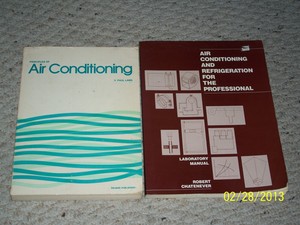 Air Conditioning
AIR
CONDITIONING
AND
REFRIGERATION
FOR
THE
PROFESSIONAL
LABORATORY
MANUAL
ROBERT
CHATENEVER
02/28/2013